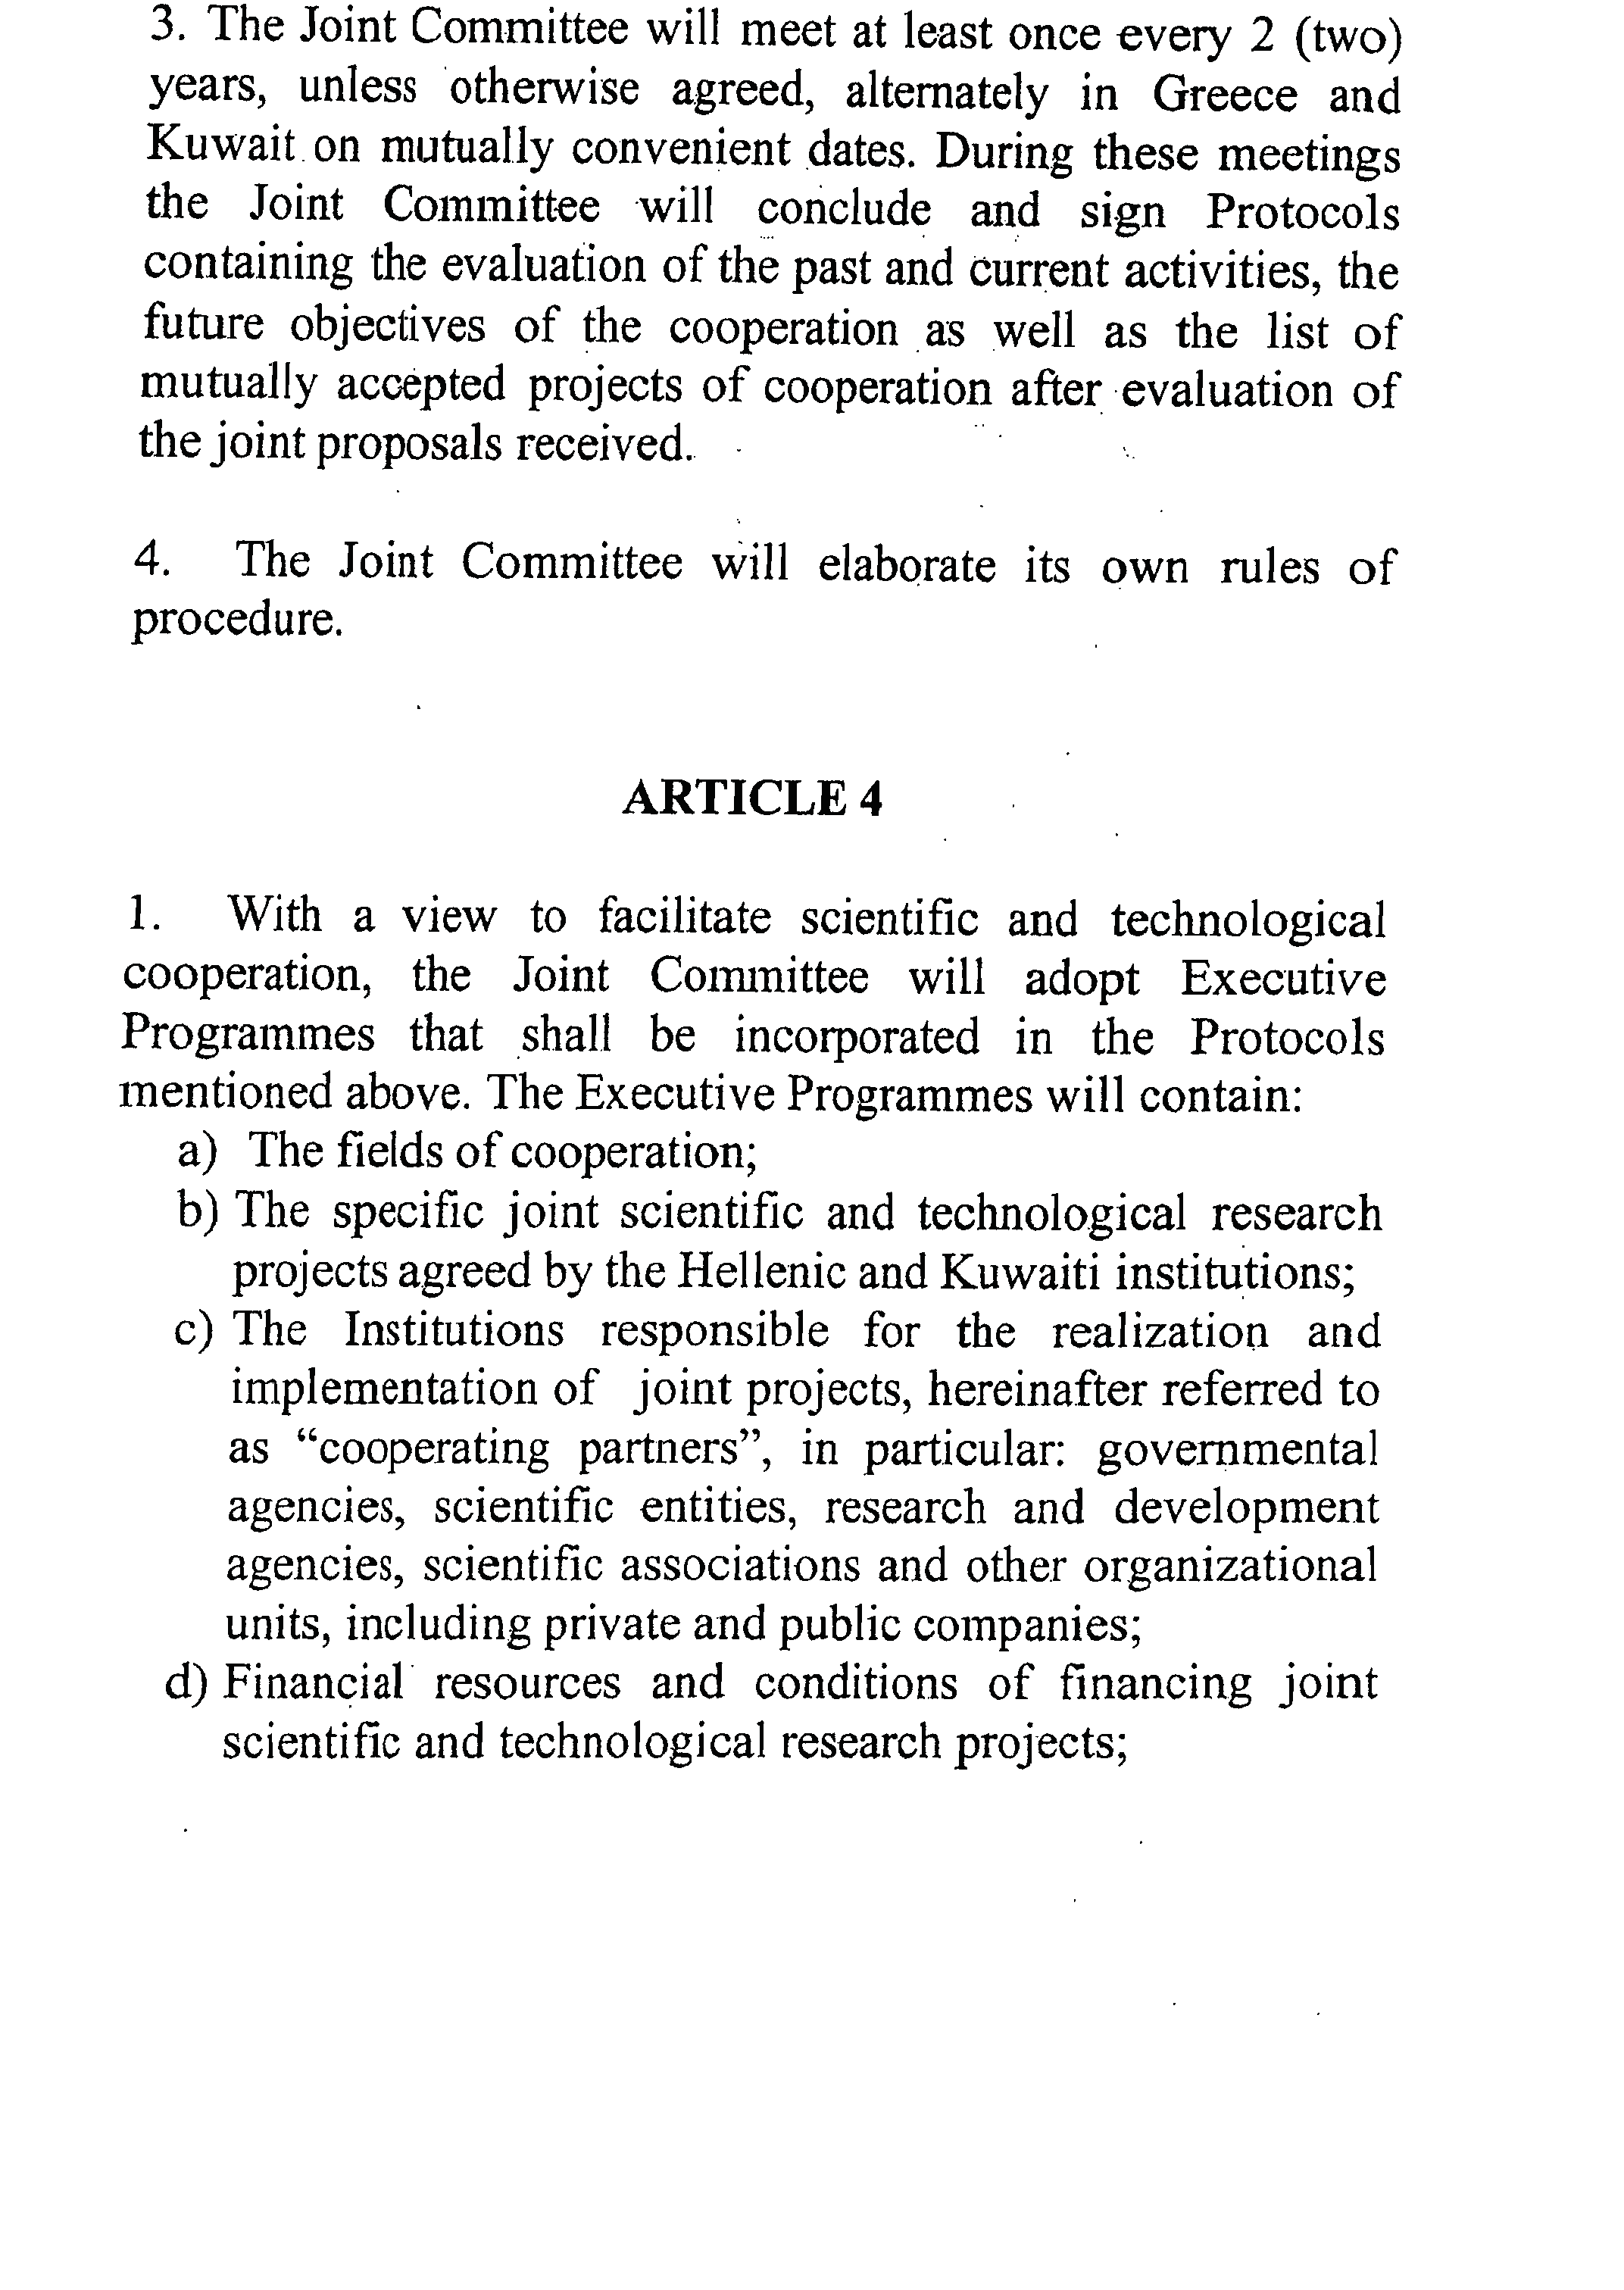 3. The Joint Committee will meet at least once every 2 (two)
years, unless otherwise agreed, alternately in Greece and
Kuwait on mutually convenient dates. During these meetings
the Joint Committee will conclude and sign Protocols
containing the evaluation of the past and current activities, the
future objectives of the cooperation as well as the list of
mutually accepted projects of cooperation after evaluation of
the joint proposals received.
4. The Joint Committee will elaborate its own rules of
procedure.
ARTICLE 4
1. With a view to facilitate scientific and technological
cooperation, the Joint Committee will adopt Executive
Programmes that shall be incorporated in the Protocols
mentioned above. The Executive Programmes will contain:
a) The fields of cooperation;
b) The specific joint scientific and technological research
projects agreed by the Hellenic and Kuwaiti institutions;
c) The Institutions responsible for the realization and
implementation of joint projects, hereinafter referred to
as “cooperating partners”, in particular: governmental
agencies, scientific entities, research and development
agencies, scientific associations and other organizational
units, including private and public companies;
d) Financial resources and conditions of financing joint
scientific and technological research projects;